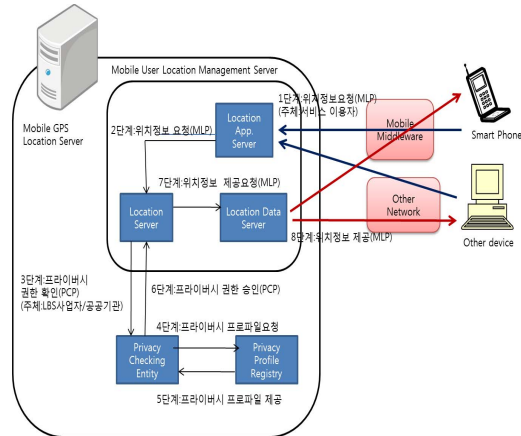 Mobile User Location Management Server
Mobile GPS
Location Server
1단계:위치정보요청(MLP)
(주체:서비스 이용자)
2단계:위치정보 요청(MLP)
Location
App.
Server
Mobile
Middleware
Smart Phone
7단계:위치정보 제공요청(MLP)
Location
Server
Location Data
Server
Other
Network
Other device
8단계:위치정보 제공(MLP)
3단계:프라이버시
권한 확인(PCP)
(주체:LBS사업자/공공기관)
6단계:프라이버시 권한 승인(PCP)
4단계:프라이버시 프로파일요청
Privacy
Checking
Entity
Privacy
Profile
Registry
5단계:프라이버시 프로파일 제공